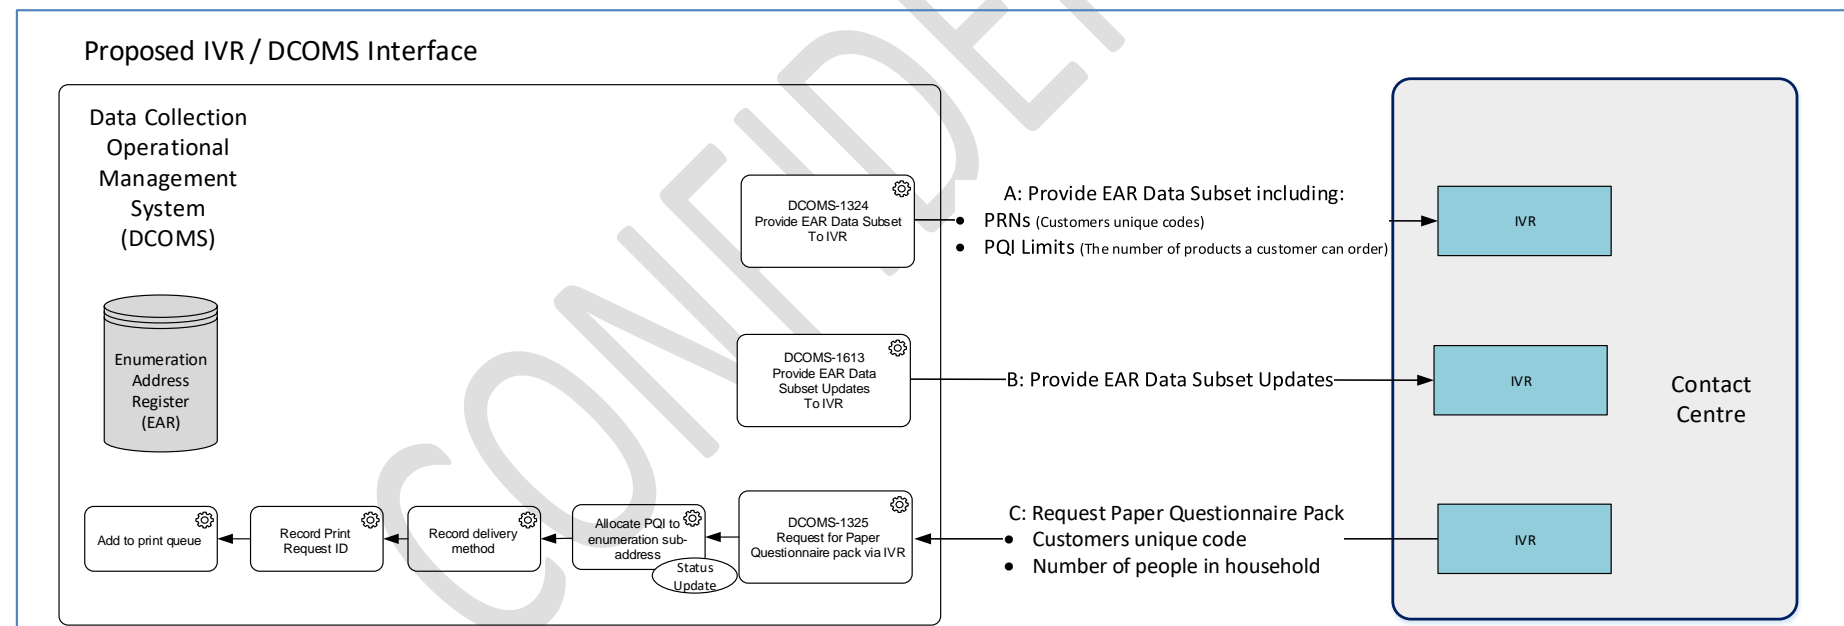 Proposed IVR / DCOMS Interface
Data Collection
Operational
Management
System
(DCOMS)
DCOMS-1324
Provide EAR Data Subset
To IVR
A: Provide EAR Data Subset including:
• PRNs (Customers unique codes)
• PQI Limits (The number of products a customer can order)
IVR
Enumeration
Address
Register
(EAR)
DCOMS-1613
Provide EAR Data
Subset Updates
To IVR
B: Provide EAR Data Subset Updates
IVR
Contact
Centre
Add to print queue
Record Print
Request ID
Record delivery
method
Allocate PQI to
enumeration sub-
address
Status
Update
DCOMS-1325
Request for Paper
Questionnaire pack via IVR
C: Request Paper Questionnaire Pack
• Customers unique code
• Number of people in household
IVR
CONFIDE